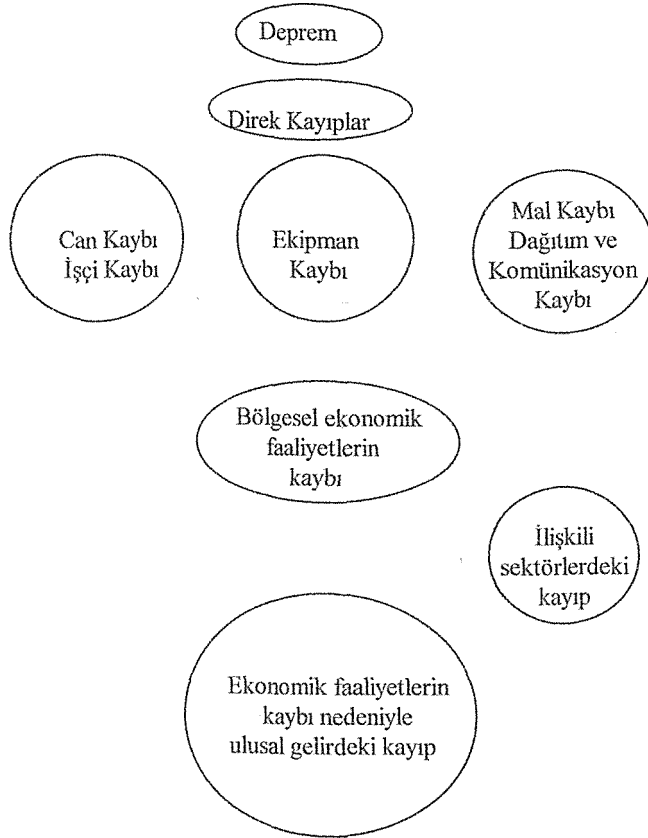 Deprem
Direk Kayıplar
Can Kaybı
İşçi Kaybı
Ekipman
Kaybı
Mal Kaybı
Dağıtım ve
Komünikasyon
Kaybı
Bölgesel ekonomik
faaliyetlerin
kaybı
İlişkili
sektörlerdeki
kayıp
Ekonomik faaliyetlerin
kaybı nedeniyle
ulusal gelirdeki kayıp